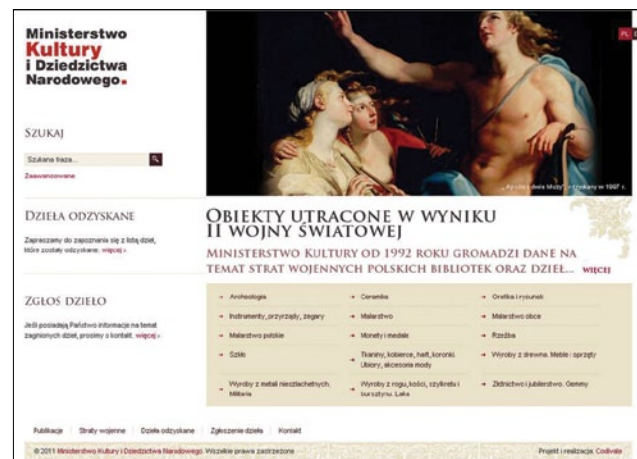 Ministerstwo
Kultury
i Dziedzictwa
Narodowego.
PL
SZUKAJ
Szukana fraza...
Zaawansowane
„Apollo i dwie Muzy”, odzyskany w 1997 r.
DZIEŁA ODZYSKANE
Zapraszamy do zapoznania się z listą dzieł,
które zostały odzyskane. więcej »
OBIEKTY UTRACONE W WYNIKU
II WOJNY ŚWIATOWEJ
MINISTERSTWO KULTURY OD 1992 ROKU GROMADZI DANE NA
TEMAT STRAT WOJENNYCH POLSKICH BIBLIOTEK ORAZ DZIEŁ... WIĘCEJ
ZGŁOŚ DZIEŁO
Jeśli posiadają Państwo informacje na temat
zaginionych dzieł, prosimy o kontakt. więcej »
→ Archeologia
→ Ceramika
→ Grafika i rysunek
→ Instrumenty, przyrządy, zegary
→ Malarstwo
→ Malarstwo obce
→ Malarstwo polskie
→ Monety i medale
→ Rzeźba
→ Szkło
→ Tkaniny, kobierce, haft, koronki.
Ubiory, akcesoria mody
→ Wyroby z drewna. Meble i sprzęty
→ Wyroby z metali nieszlachetnych.
Militaria
→ Wyroby z rogu, kości, szylkretu i
bursztynu. Laka
→ Złotnictwo i jubilerstwo. Gemmy
Publikacje
Straty wojenne
Dzieła odzyskane
Zgłoszenie dzieła
Kontakt
© 2011 Ministerstwo Kultury i Dziedzictwa Narodowego. Wszelkie prawa zastrzeżone
Projekt i realizacja: Codivate